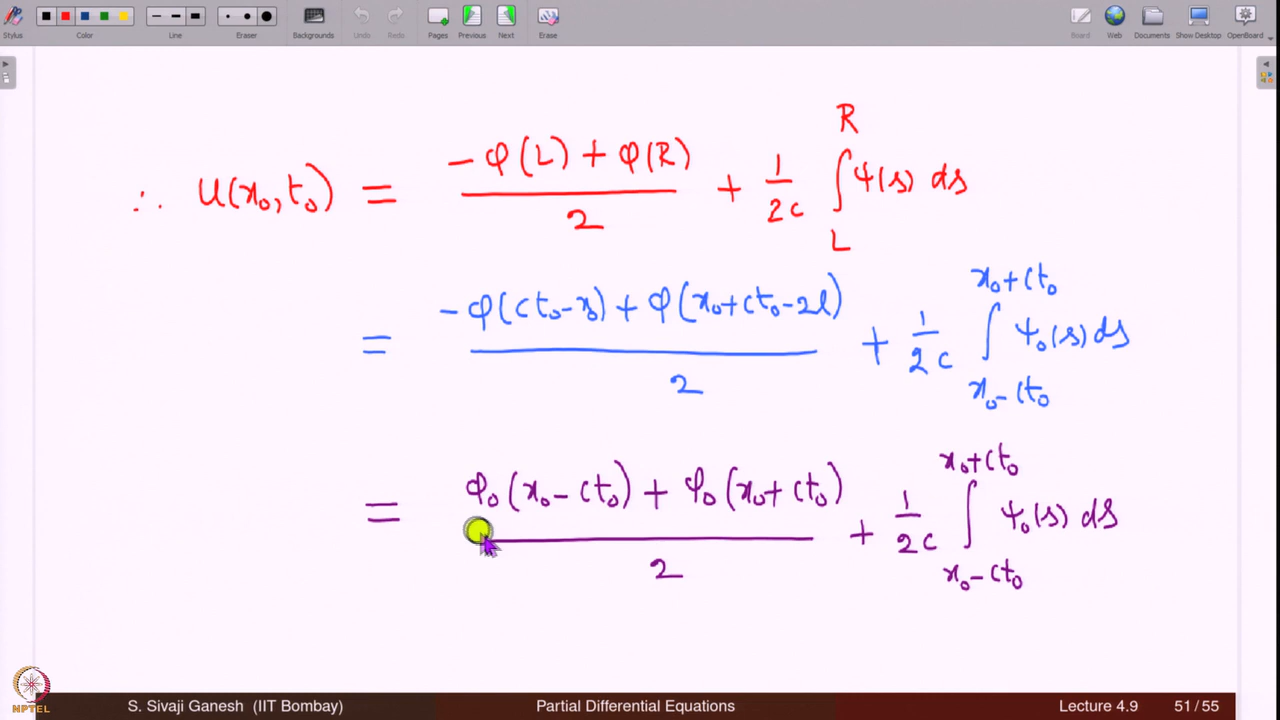 Stylus Color Line Eraser Backgrounds Undo Redo Pages Previous Next Erase Board Web Documents Show Desktop OpenBoard
∴ u(x₀,t₀) = (-φ(L) + φ(R))/2 + 1/2c ∫_L^R ψ(s) ds
= (-φ(ct₀-x₀) + φ(x₀+ct₀-2l))/2 + 1/2c ∫_{x₀-ct₀}^{x₀+ct₀} ψ₀(s) ds
= (φ₀(x₀-ct₀) + φ₀(x₀+ct₀))/2 + 1/2c ∫_{x₀-ct₀}^{x₀+ct₀} ψ₀(s) ds
NPTEL S. Sivaji Ganesh (IIT Bombay) Partial Differential Equations Lecture 4.9 51 / 55